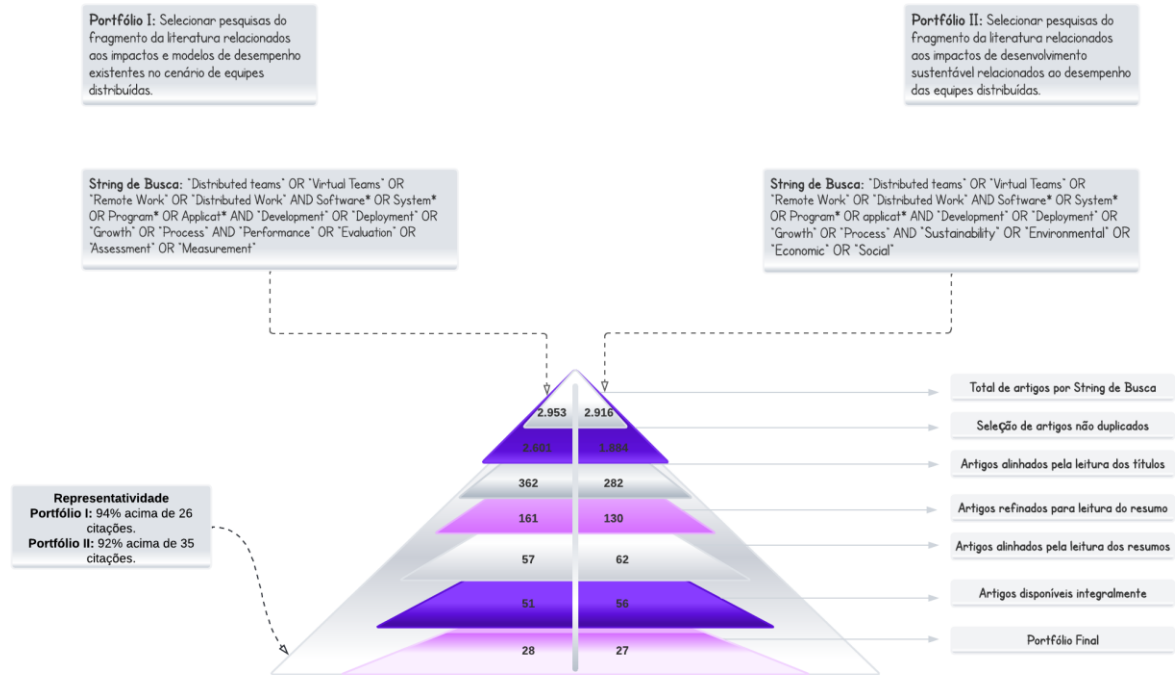 Portfólio I: Selecionar pesquisas do
fragmento da literatura relacionados
aos impactos e modelos de desempenho
existentes no cenário de equipes
distribuídas.
Portfólio II: Selecionar pesquisas do
fragmento da literatura relacionados
aos impactos de desenvolvimento
sustentável relacionados ao desempenho
das equipes distribuídas.
String de Busca: "Distributed teams" OR "Virtual Teams" OR
"Remote Work" OR "Distributed Work" AND Software* OR System*
OR Program* OR Applicat* AND "Development" OR "Deployment" OR
"Growth" OR "Process" AND "Performance" OR "Evaluation" OR
"Assessment" OR "Measurement"
String de Busca: "Distributed teams" OR "Virtual Teams" OR
"Remote Work" OR "Distributed Work" AND Software* OR System*
OR Program* OR applicat* AND "Development" OR "Deployment" OR
"Growth" OR "Process" AND "Sustainability" OR "Environmental" OR
"Economic" OR "Social"
2.953 2.916
362 282
161 130
57 62
51 56
28 27
Total de artigos por String de Busca
Seleção de artigos não duplicados
Artigos alinhados pela leitura dos títulos
Artigos refinados para leitura do resumo
Artigos alinhados pela leitura dos resumos
Artigos disponíveis integralmente
Portfólio Final
Representatividade
Portfólio I: 94% acima de 26
citações.
Portfólio II: 92% acima de 35
citações.